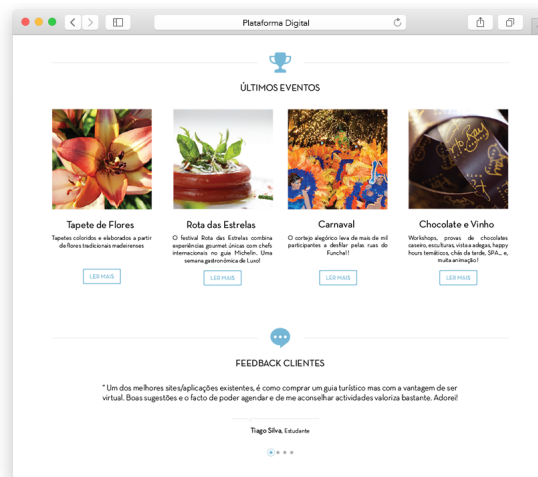 Plataforma Digital
ÚLTIMOS EVENTOS
Tapete de Flores
Tapetes coloridos e elaborados a partir
de flores tradicionais madeirenses
LER MAIS
Rota das Estrelas
O festival Rota das Estrelas combina
experiências gourmet únicas com chefs
internacionais no guia Michelin. Uma
semana gastronómica de Luxo!
LER MAIS
Carnaval
O cortejo alegórico leva de mais de mil
participantes a desfilar pelas ruas do
Funchal!
LER MAIS
Chocolate e Vinho
Workshops, provas de chocolates
caseiro, esculturas, vista a adegas, happy
hours temáticos, chás da tarde, SPA... e,
muita animação!
LER MAIS
FEEDBACK CLIENTES
" Um dos melhores sites/aplicações existentes, é como comprar um guia turístico mas com a vantagem de ser
virtual. Boas sugestões e o facto de poder agendar e de me aconselhar actividades valoriza bastante. Adorei!
Tiago Silva, Estudante